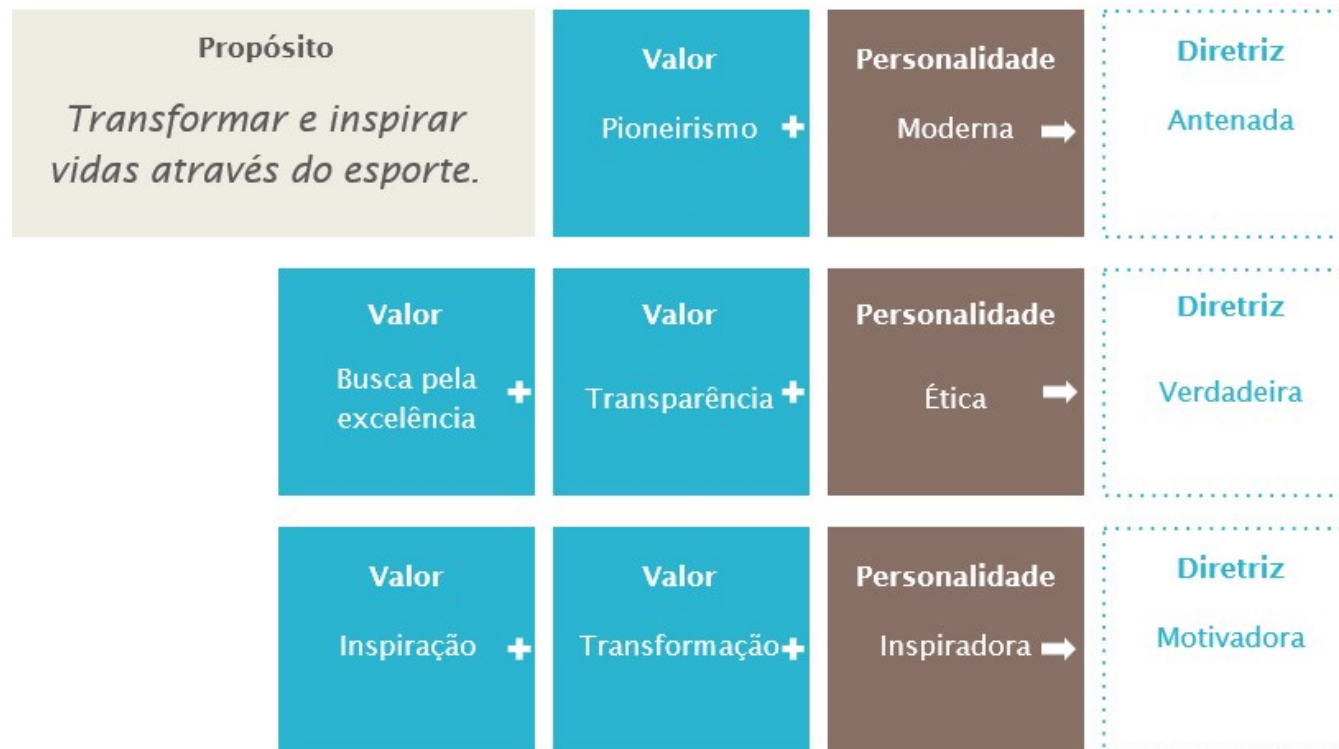 Propósito
Transformar e inspirar
vidas através do esporte.
Valor
Pioneirismo +
Personalidade
Moderna
Diretriz
Antenada
Valor
Busca pela
excelência +
Valor
Transparência +
Personalidade
Ética
Diretriz
Verdadeira
Valor
Inspiração +
Valor
Transformação +
Personalidade
Inspiradora
Diretriz
Motivadora